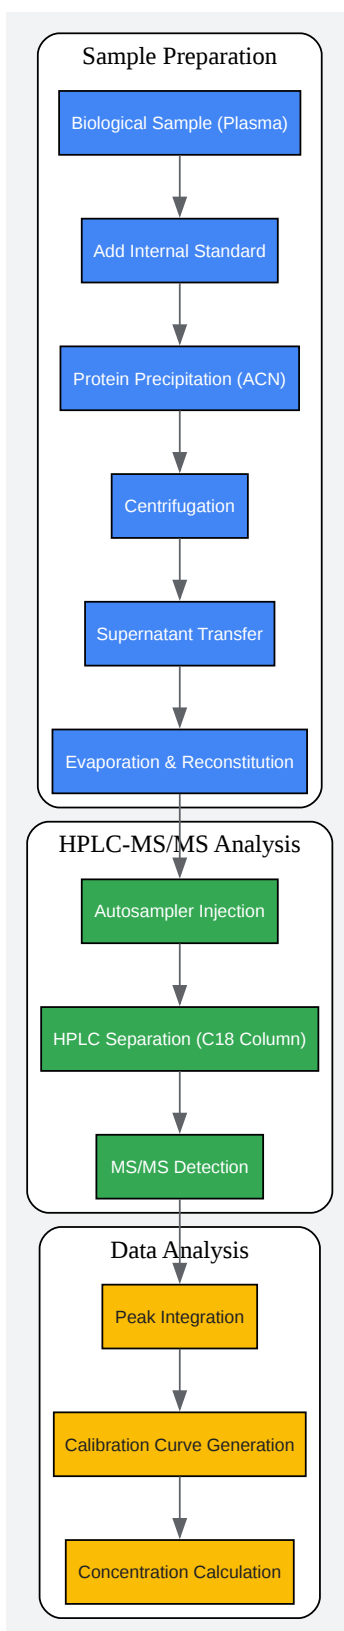 Sample Preparation
Biological Sample (Plasma)
Add Internal Standard
Protein Precipitation (ACN)
Centrifugation
Supernatant Transfer
Evaporation & Reconstitution
HPLC-MS/MS Analysis
Autosampler Injection
HPLC Separation (C18 Column)
MS/MS Detection
Data Analysis
Peak Integration
Calibration Curve Generation
Concentration Calculation